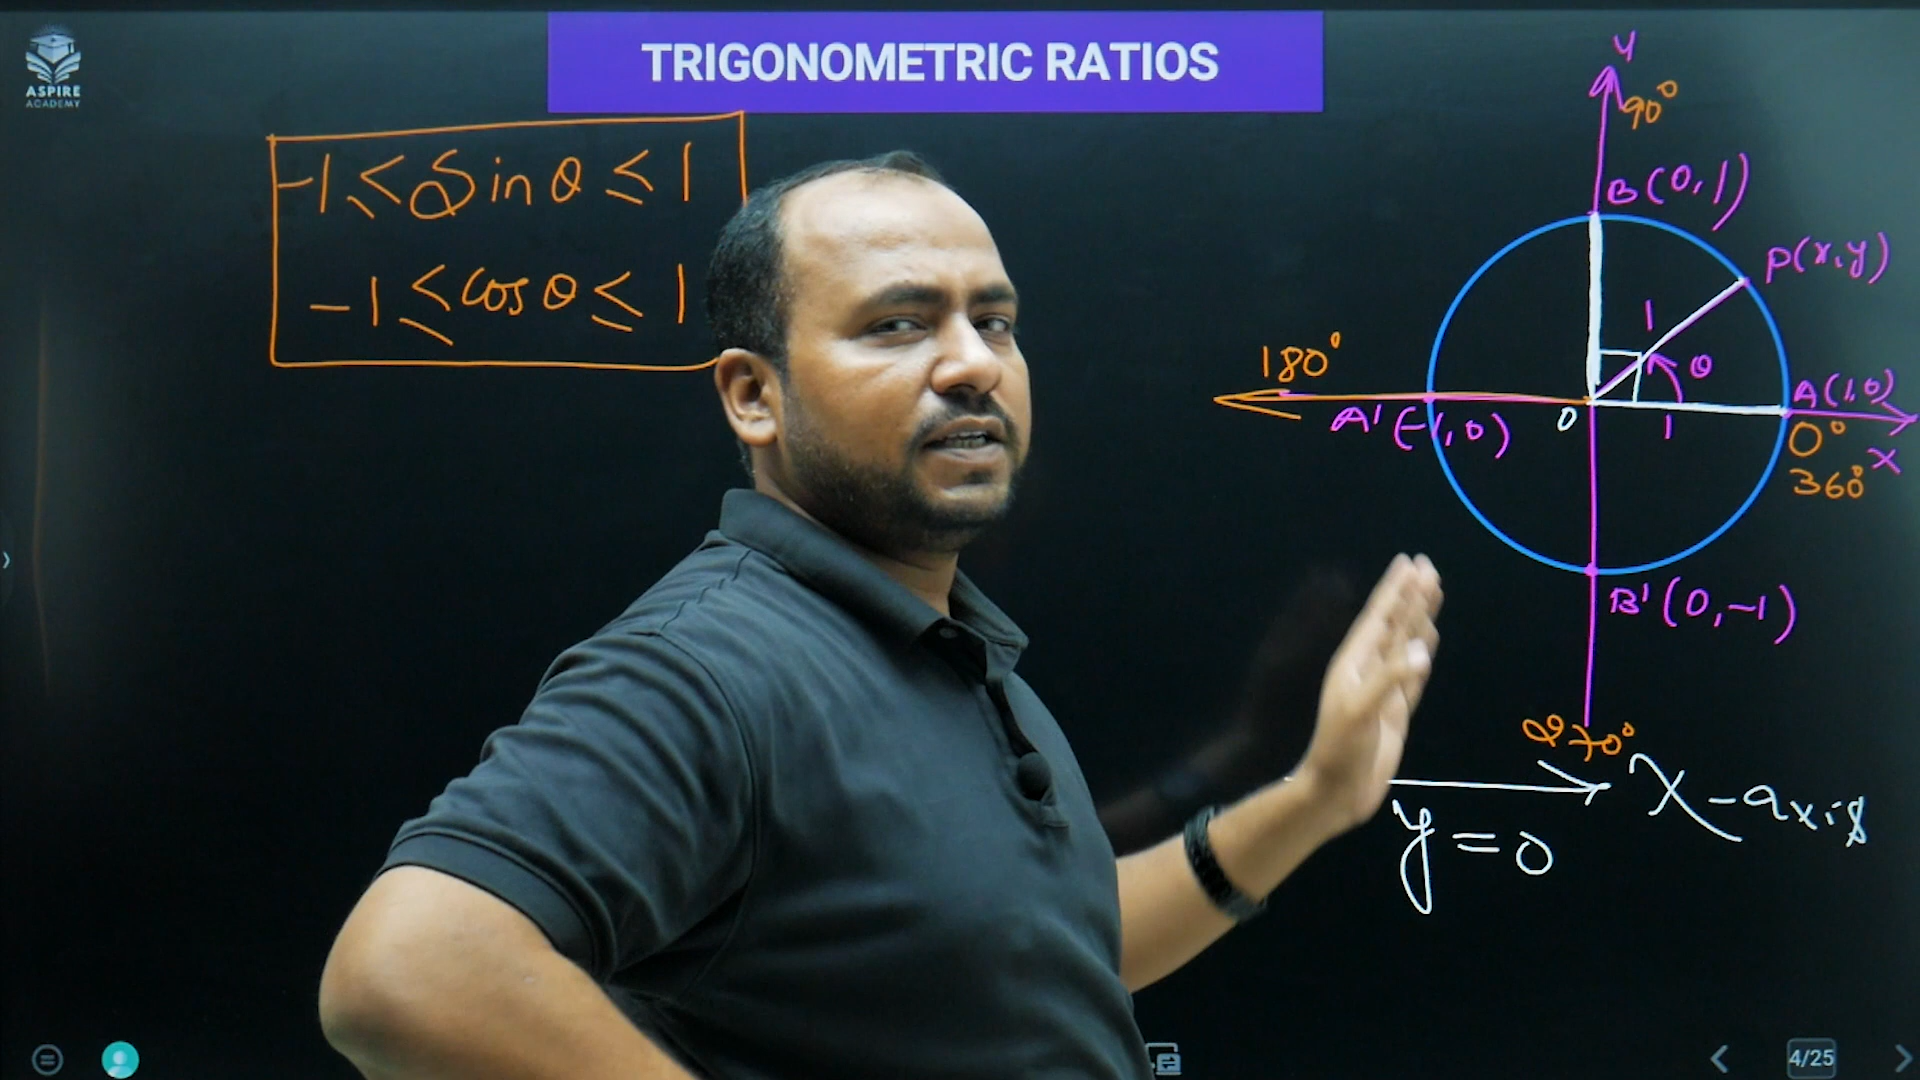 ASPIRE
ACADEMY
TRIGONOMETRIC RATIOS
-1 ≤ Sin θ ≤ 1
-1 ≤ cos θ ≤ 1
y
90°
B(0,1)
P(x,y)
1
θ
180°
A'(-1,0)
0
1
A(1,0)
0°
x
360°
B'(0,-1)
270°
x-axis
y=0
4/25